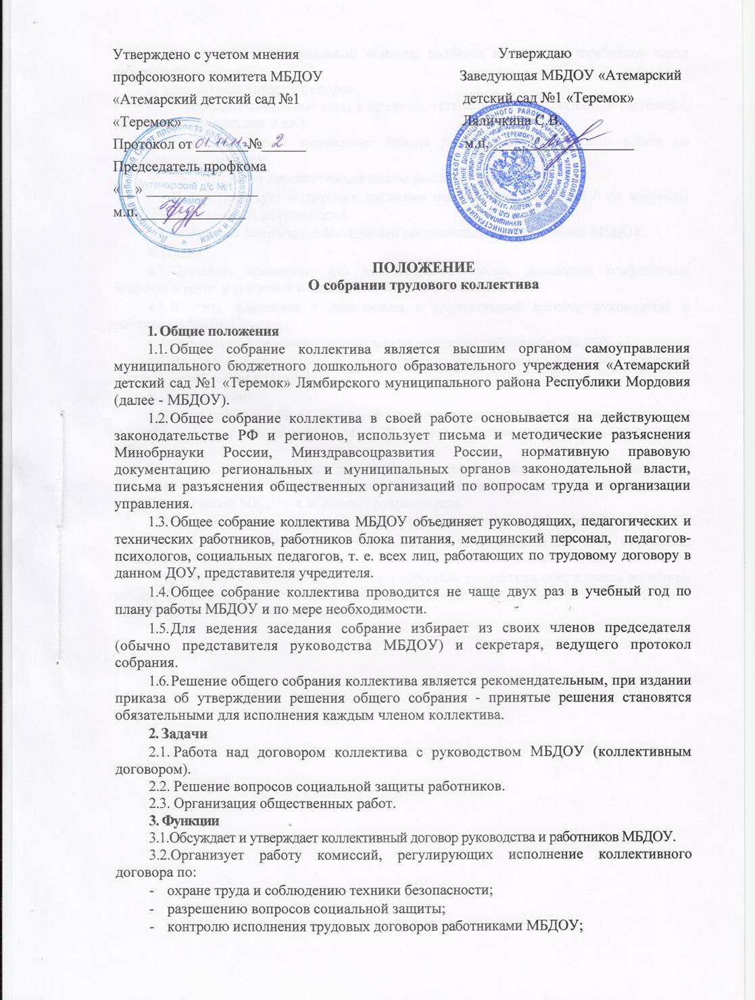 Утверждено с учетом мнения
профсоюзного комитета МБДОУ
«Атемарский детский сад №1
«Теремок»
Протокол от 01.11.11г № 2
Председатель профкома
« » _______________
м.п. _______________
Утверждаю
Заведующая МБДОУ «Атемарский
детский сад №1 «Теремок»
Ляличкина С.В.
м.п. ___________________
ПОЛОЖЕНИЕ
О собрании трудового коллектива
1. Общие положения
1.1. Общее собрание коллектива является высшим органом самоуправления
муниципального бюджетного дошкольного образовательного учреждения «Атемарский
детский сад №1 «Теремок» Лямбирского муниципального района Республики Мордовия
(далее - МБДОУ).
1.2. Общее собрание коллектива в своей работе основывается на действующем
законодательстве РФ и регионов, использует письма и методические разъяснения
Минобрнауки России, Минздравсоцразвития России, нормативную правовую
документацию региональных и муниципальных органов законодательной власти,
письма и разъяснения общественных организаций по вопросам труда и организации
управления.
1.3. Общее собрание коллектива МБДОУ объединяет руководящих, педагогических и
технических работников, работников блока питания, медицинский персонал, педагогов-
психологов, социальных педагогов, т. е. всех лиц, работающих по трудовому договору в
данном ДОУ, представителя учредителя.
1.4. Общее собрание коллектива проводится не чаще двух раз в учебный год по
плану работы МБДОУ и по мере необходимости.
1.5. Для ведения заседания собрание избирает из своих членов председателя
(обычно представителя руководства МБДОУ) и секретаря, ведущего протокол
собрания.
1.6. Решение общего собрания коллектива является рекомендательным, при издании
приказа об утверждении решения общего собрания - принятые решения становятся
обязательными для исполнения каждым членом коллектива.
2. Задачи
2.1. Работа над договором коллектива с руководством МБДОУ (коллективным
договором).
2.2. Решение вопросов социальной защиты работников.
2.3. Организация общественных работ.
3. Функции
3.1.Обсуждает и утверждает коллективный договор руководства и работников МБДОУ.
3.2.Организует работу комиссий, регулирующих исполнение коллективного
договора по:
- охране труда и соблюдению техники безопасности;
- разрешению вопросов социальной защиты;
- контролю исполнения трудовых договоров работниками МБДОУ;